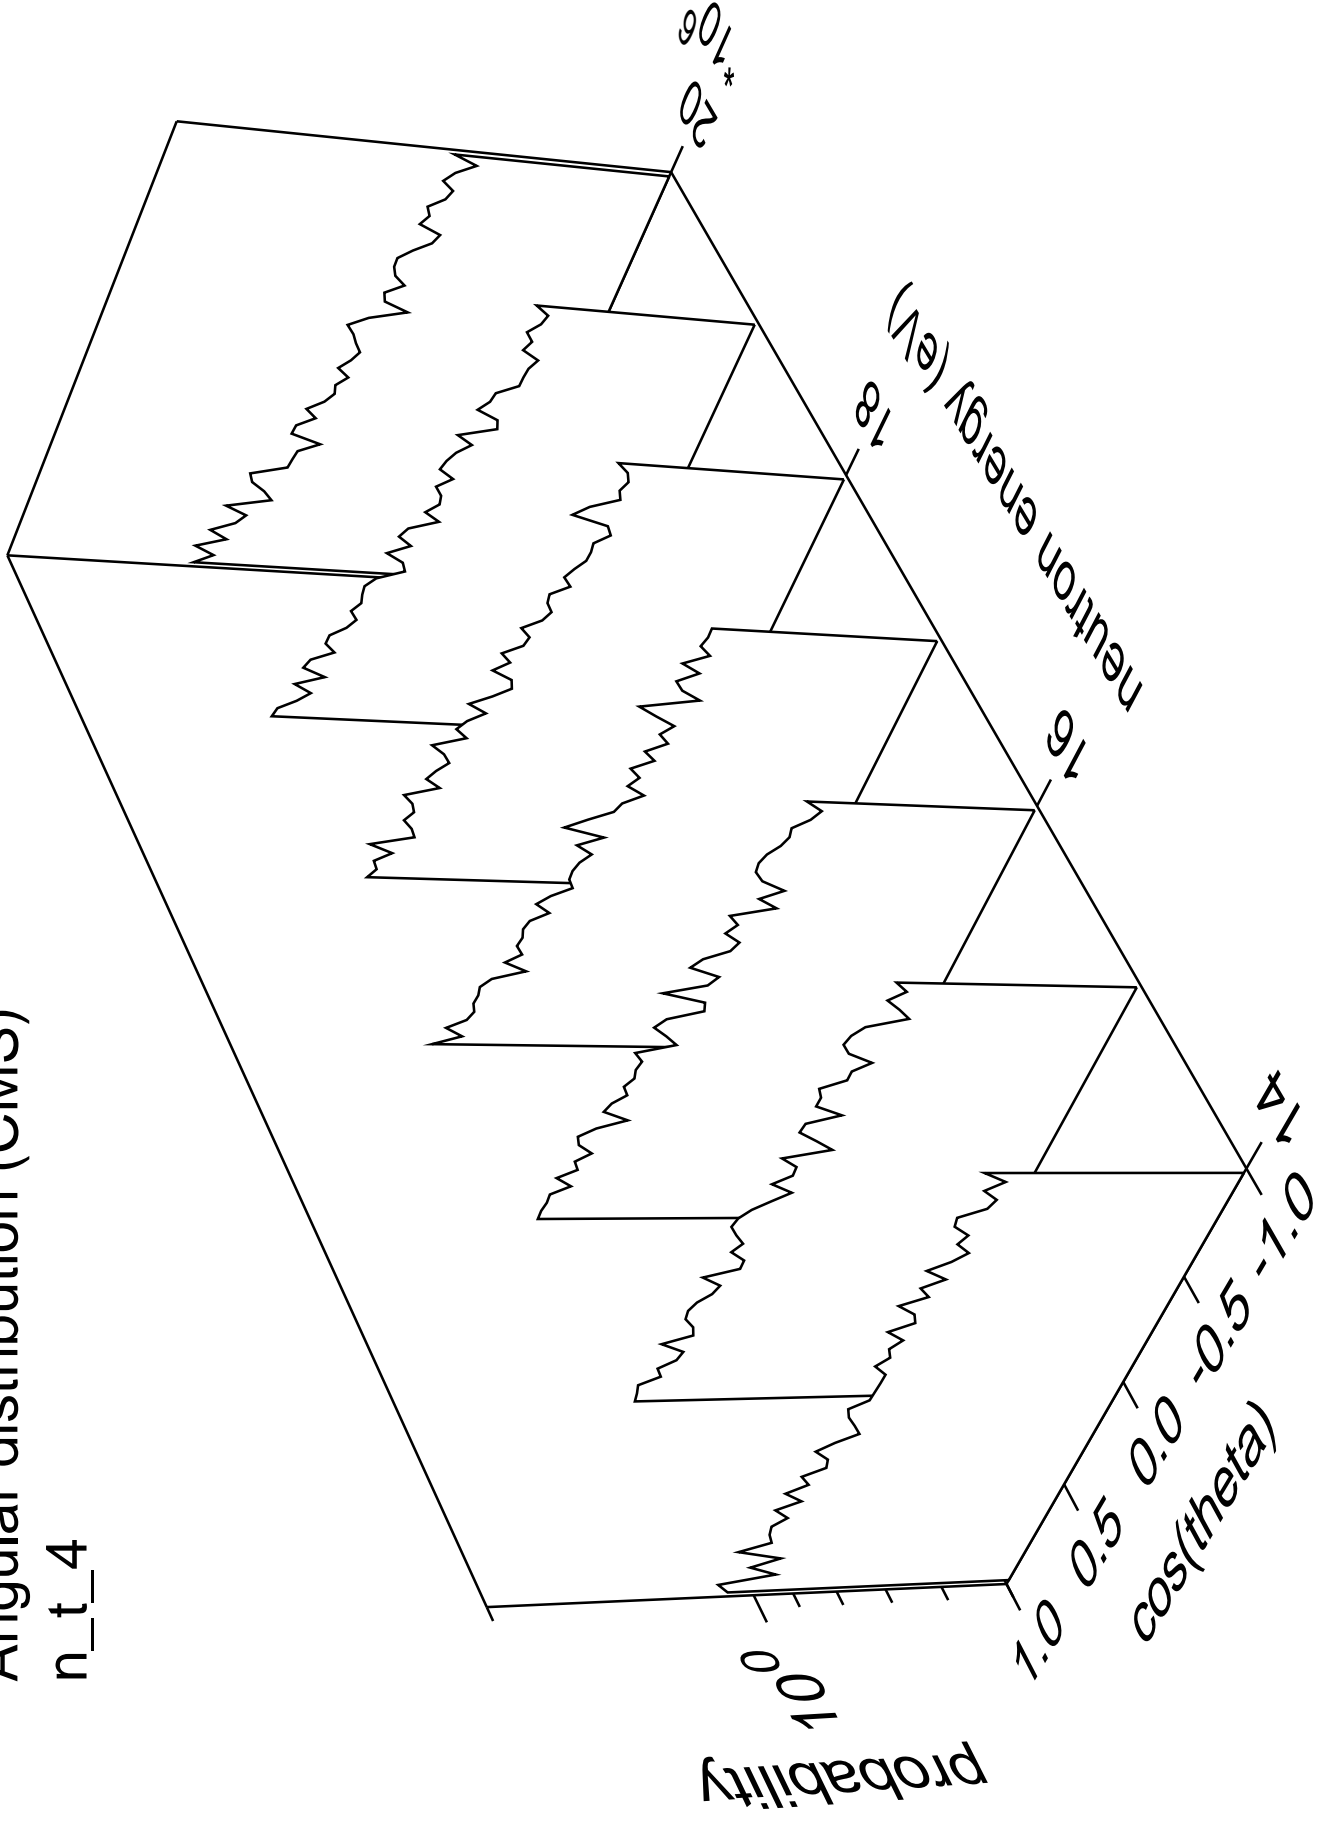 Angular distribution (CMS)
n_t_4
probability
10 0
1.0 0.5 0.0 -0.5 -1.0
cos(theta)
14 16 18 20
*10 6
neutron energy (eV)